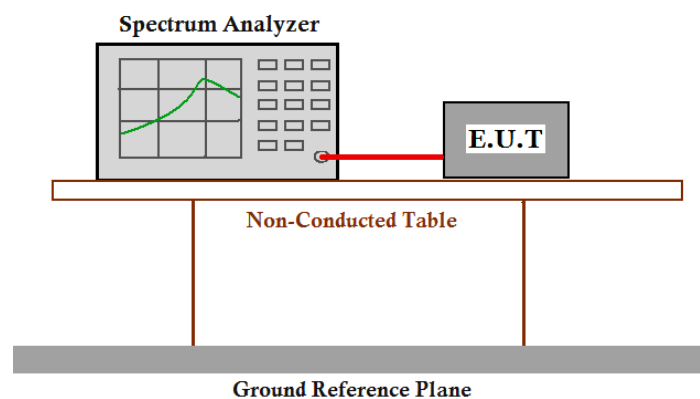 Spectrum Analyzer
E.U.T
Non-Conducted Table
Ground Reference Plane